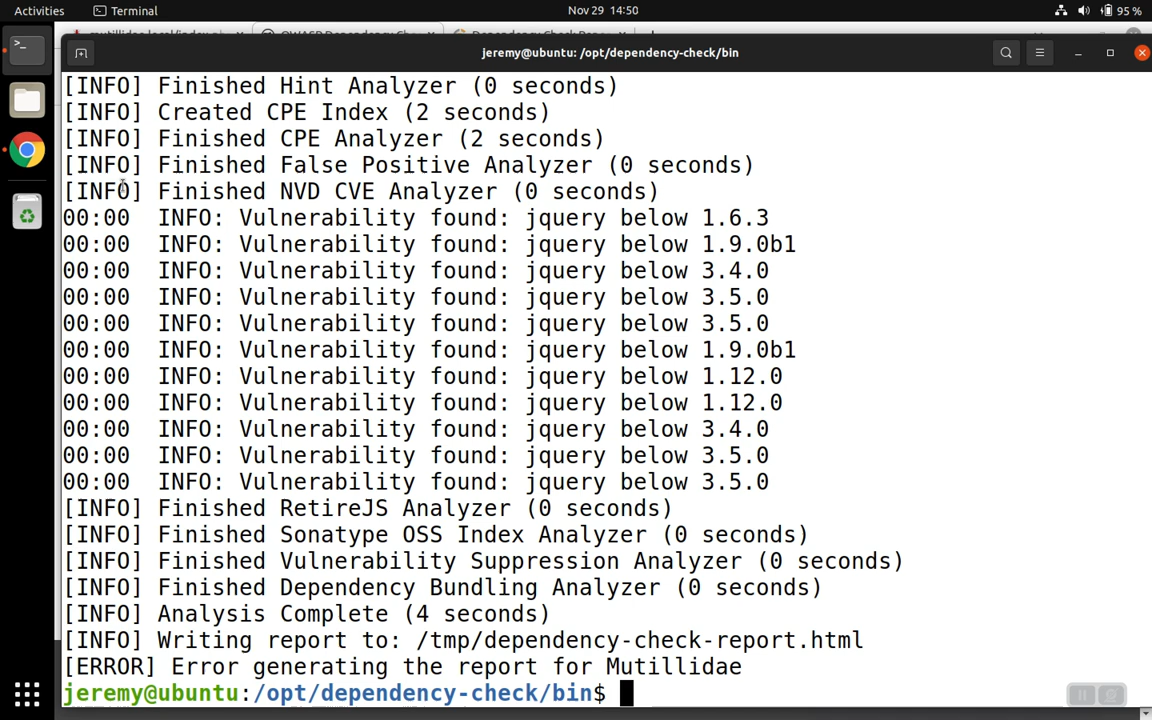 Activities
Terminal
Nov 29 14:50
95 %
jeremy@ubuntu: /opt/dependency-check/bin
[INFO] Finished Hint Analyzer (0 seconds)
[INFO] Created CPE Index (2 seconds)
[INFO] Finished CPE Analyzer (2 seconds)
[INFO] Finished False Positive Analyzer (0 seconds)
[INFO] Finished NVD CVE Analyzer (0 seconds)
00:00  INFO: Vulnerability found: jquery below 1.6.3
00:00  INFO: Vulnerability found: jquery below 1.9.0b1
00:00  INFO: Vulnerability found: jquery below 3.4.0
00:00  INFO: Vulnerability found: jquery below 3.5.0
00:00  INFO: Vulnerability found: jquery below 3.5.0
00:00  INFO: Vulnerability found: jquery below 1.9.0b1
00:00  INFO: Vulnerability found: jquery below 1.12.0
00:00  INFO: Vulnerability found: jquery below 1.12.0
00:00  INFO: Vulnerability found: jquery below 3.4.0
00:00  INFO: Vulnerability found: jquery below 3.5.0
00:00  INFO: Vulnerability found: jquery below 3.5.0
[INFO] Finished RetireJS Analyzer (0 seconds)
[INFO] Finished Sonatype OSS Index Analyzer (0 seconds)
[INFO] Finished Vulnerability Suppression Analyzer (0 seconds)
[INFO] Finished Dependency Bundling Analyzer (0 seconds)
[INFO] Analysis Complete (4 seconds)
[INFO] Writing report to: /tmp/dependency-check-report.html
[ERROR] Error generating the report for Mutillidae
jeremy@ubuntu:/opt/dependency-check/bin$